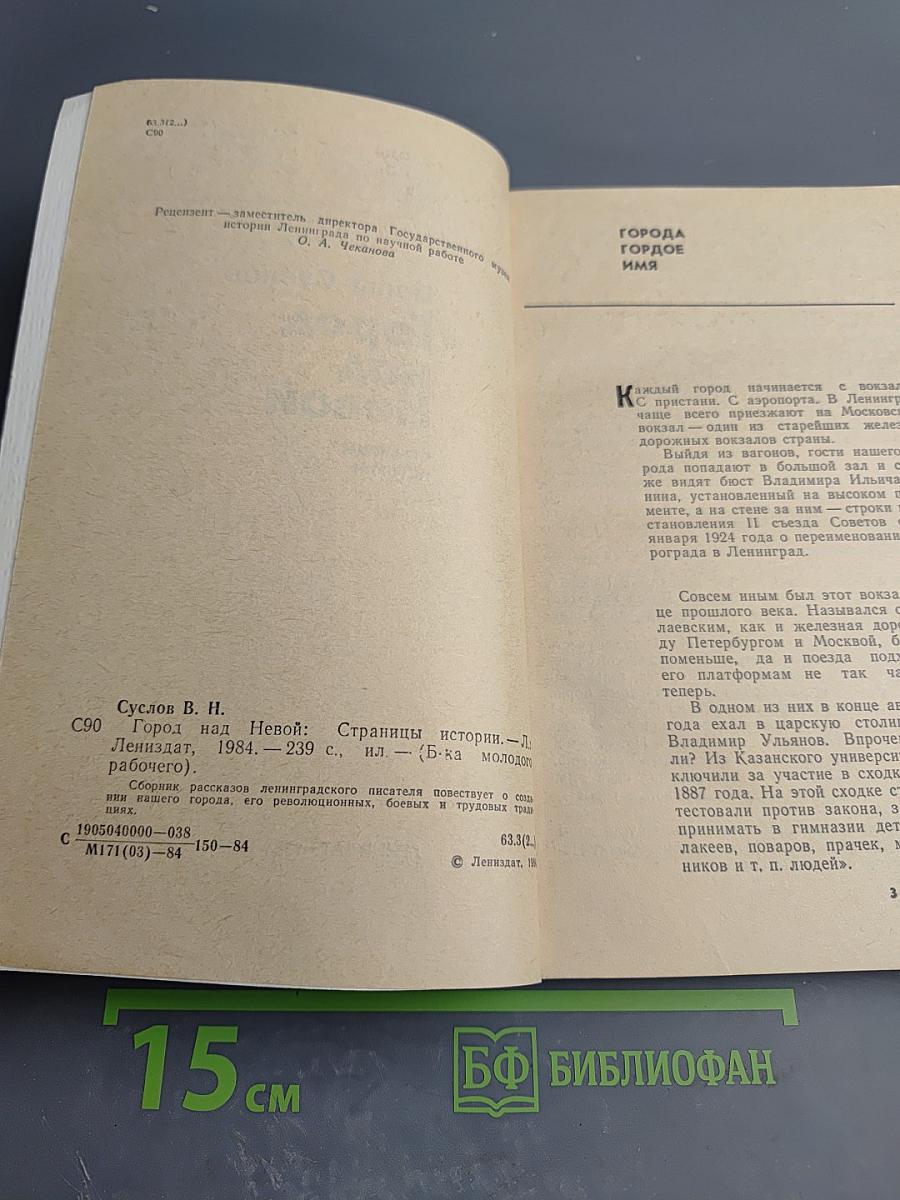 63.3(2...)
С90
Рецензент — заместитель директора Государственного музея
истории Ленинграда по научной работе
О. А. Чеканова
Суслов В. Н.
С90 Город над Невой: Страницы истории. — Л.:
Лениздат, 1984. — 239 с., ил. — (Б-ка молодого
рабочего).
Сборник рассказов ленинградского писателя повествует о созда
нии нашего города, его революционных, боевых и трудовых трад
циях.
С 1905040000—038
М171(03)—84 150—84
63.3(2...)
© Лениздат, 198
ГОРОДА
ГОРДОЕ
ИМЯ
Каждый город начинается с вокзал
С пристани. С аэропорта. В Ленингр
чаще всего приезжают на Московс
вокзал — один из старейших желез
дорожных вокзалов страны.
Выйдя из вагонов, гости нашего
рода попадают в большой зал и с
же видят бюст Владимира Ильича
нина, установленный на высоком п
менте, а на стене за ним — строки
становления II съезда Советов
января 1924 года о переименовани
рограда в Ленинград.
Совсем иным был этот вокза
це прошлого века. Назывался о
лаевским, как и железная доро
ду Петербургом и Москвой, б
поменьше, да и поезда подх
его платформам не так ча
теперь.
В одном из них в конце ав
года ехал в царскую столи
Владимир Ульянов. Впроче
ли? Из Казанского университ
ключили за участие в сходк
1887 года. На этой сходке ст
тестовали против закона, з
принимать в гимназии дет
лакеев, поваров, прачек, м
ников и т. п. людей».
3
15 см
БФ БИБЛИОФАН